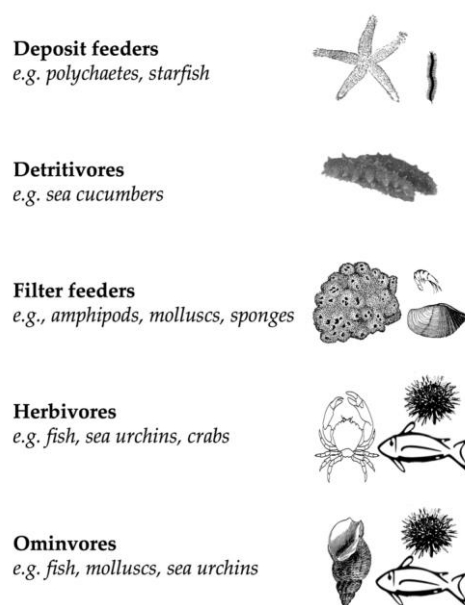 Deposit feeders
e.g. polychaetes, starfish
Detritivores
e.g. sea cucumbers
Filter feeders
e.g., amphipods, molluscs, sponges
Herbivores
e.g. fish, sea urchins, crabs
Ominvores
e.g. fish, molluscs, sea urchins